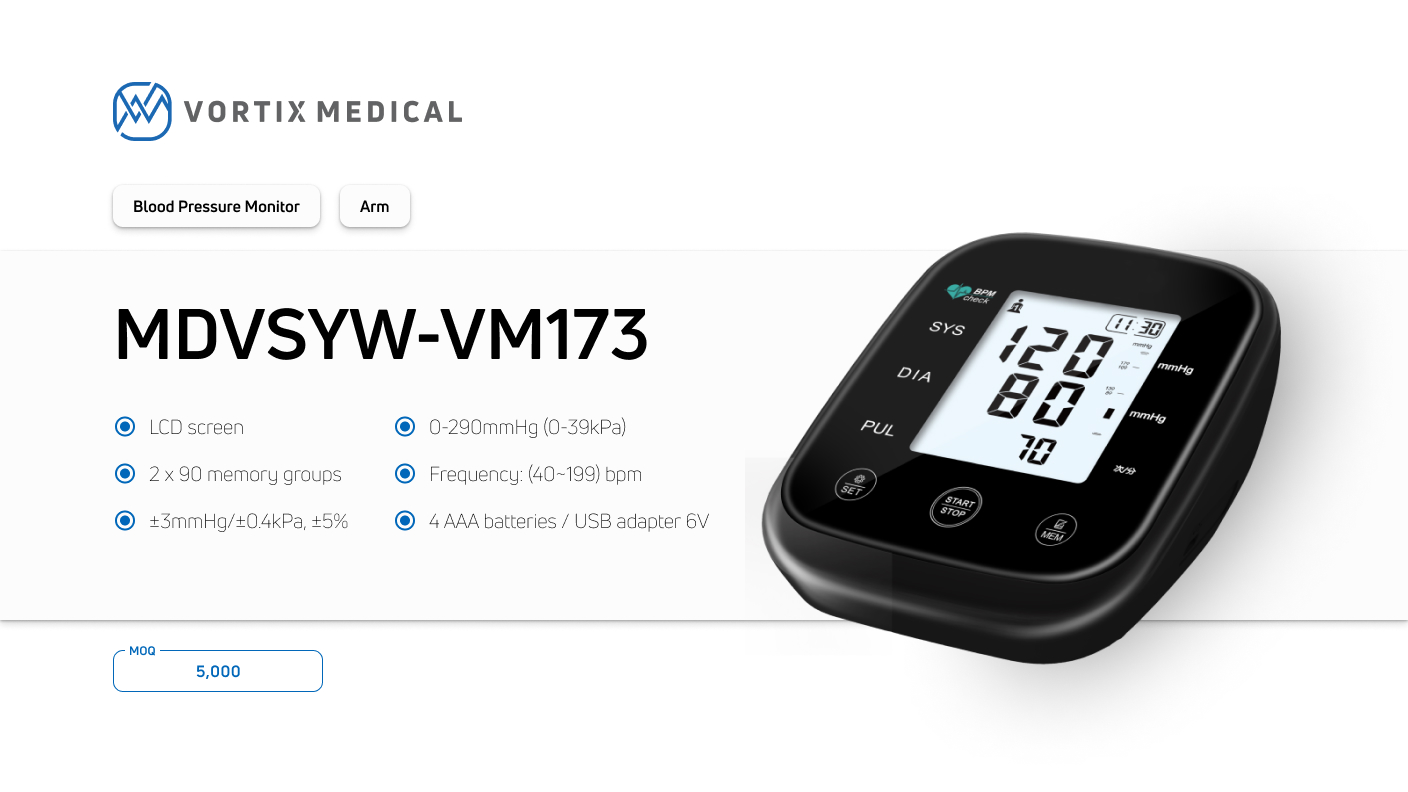 VORTIX MEDICAL
Blood Pressure Monitor
Arm
MDVSYW-VM173
LCD screen
0-290mmHg (0-39kPa)
2 x 90 memory groups
Frequency: (40~199) bpm
±3mmHg/±0.4kPa, ±5%
4 AAA batteries / USB adapter 6V
MOQ
5,000
BPM
check
11:30
SYS
120
mmHg
mmHg
DIA
80
mmHg
PUL
70
次/分
SET
START
STOP
MEM